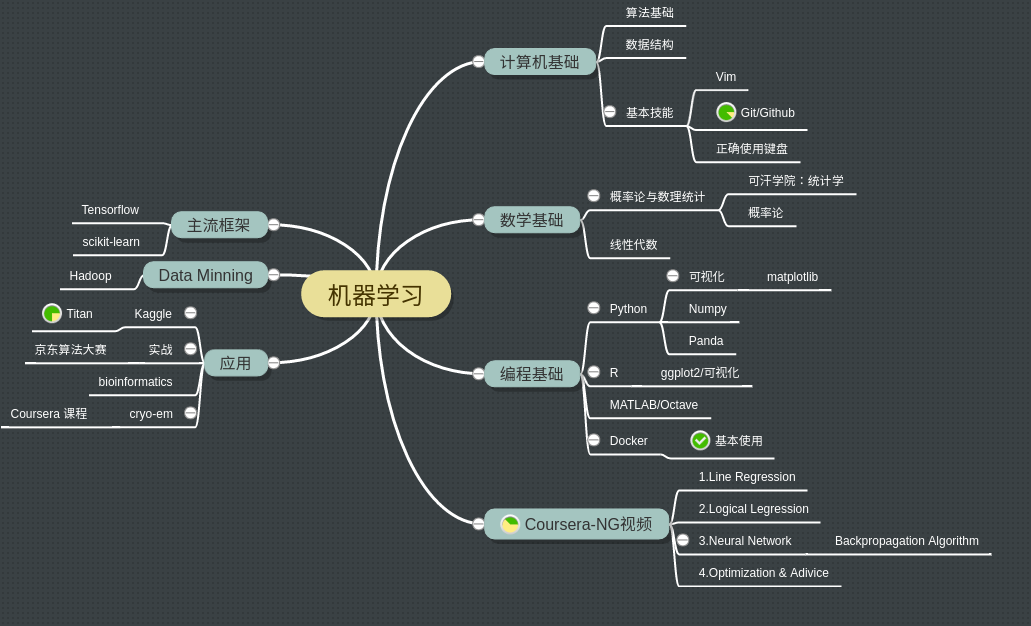 机器学习
计算机基础
算法基础
数据结构
基本技能
Vim
Git/Github
正确使用键盘
数学基础
概率论与数理统计
可汗学院：统计学
概率论
线性代数
编程基础
Python
可视化
matplotlib
Numpy
Panda
R
ggplot2/可视化
MATLAB/Octave
Docker
基本使用
Coursera-NG视频
1.Line Regression
2.Logical Legression
3.Neural Network
Backpropagation Algorithm
4.Optimization & Adivice
主流框架
Tensorflow
scikit-learn
Data Minning
Hadoop
应用
Kaggle
Titan
实战
京东算法大赛
bioinformatics
cryo-em
Coursera 课程